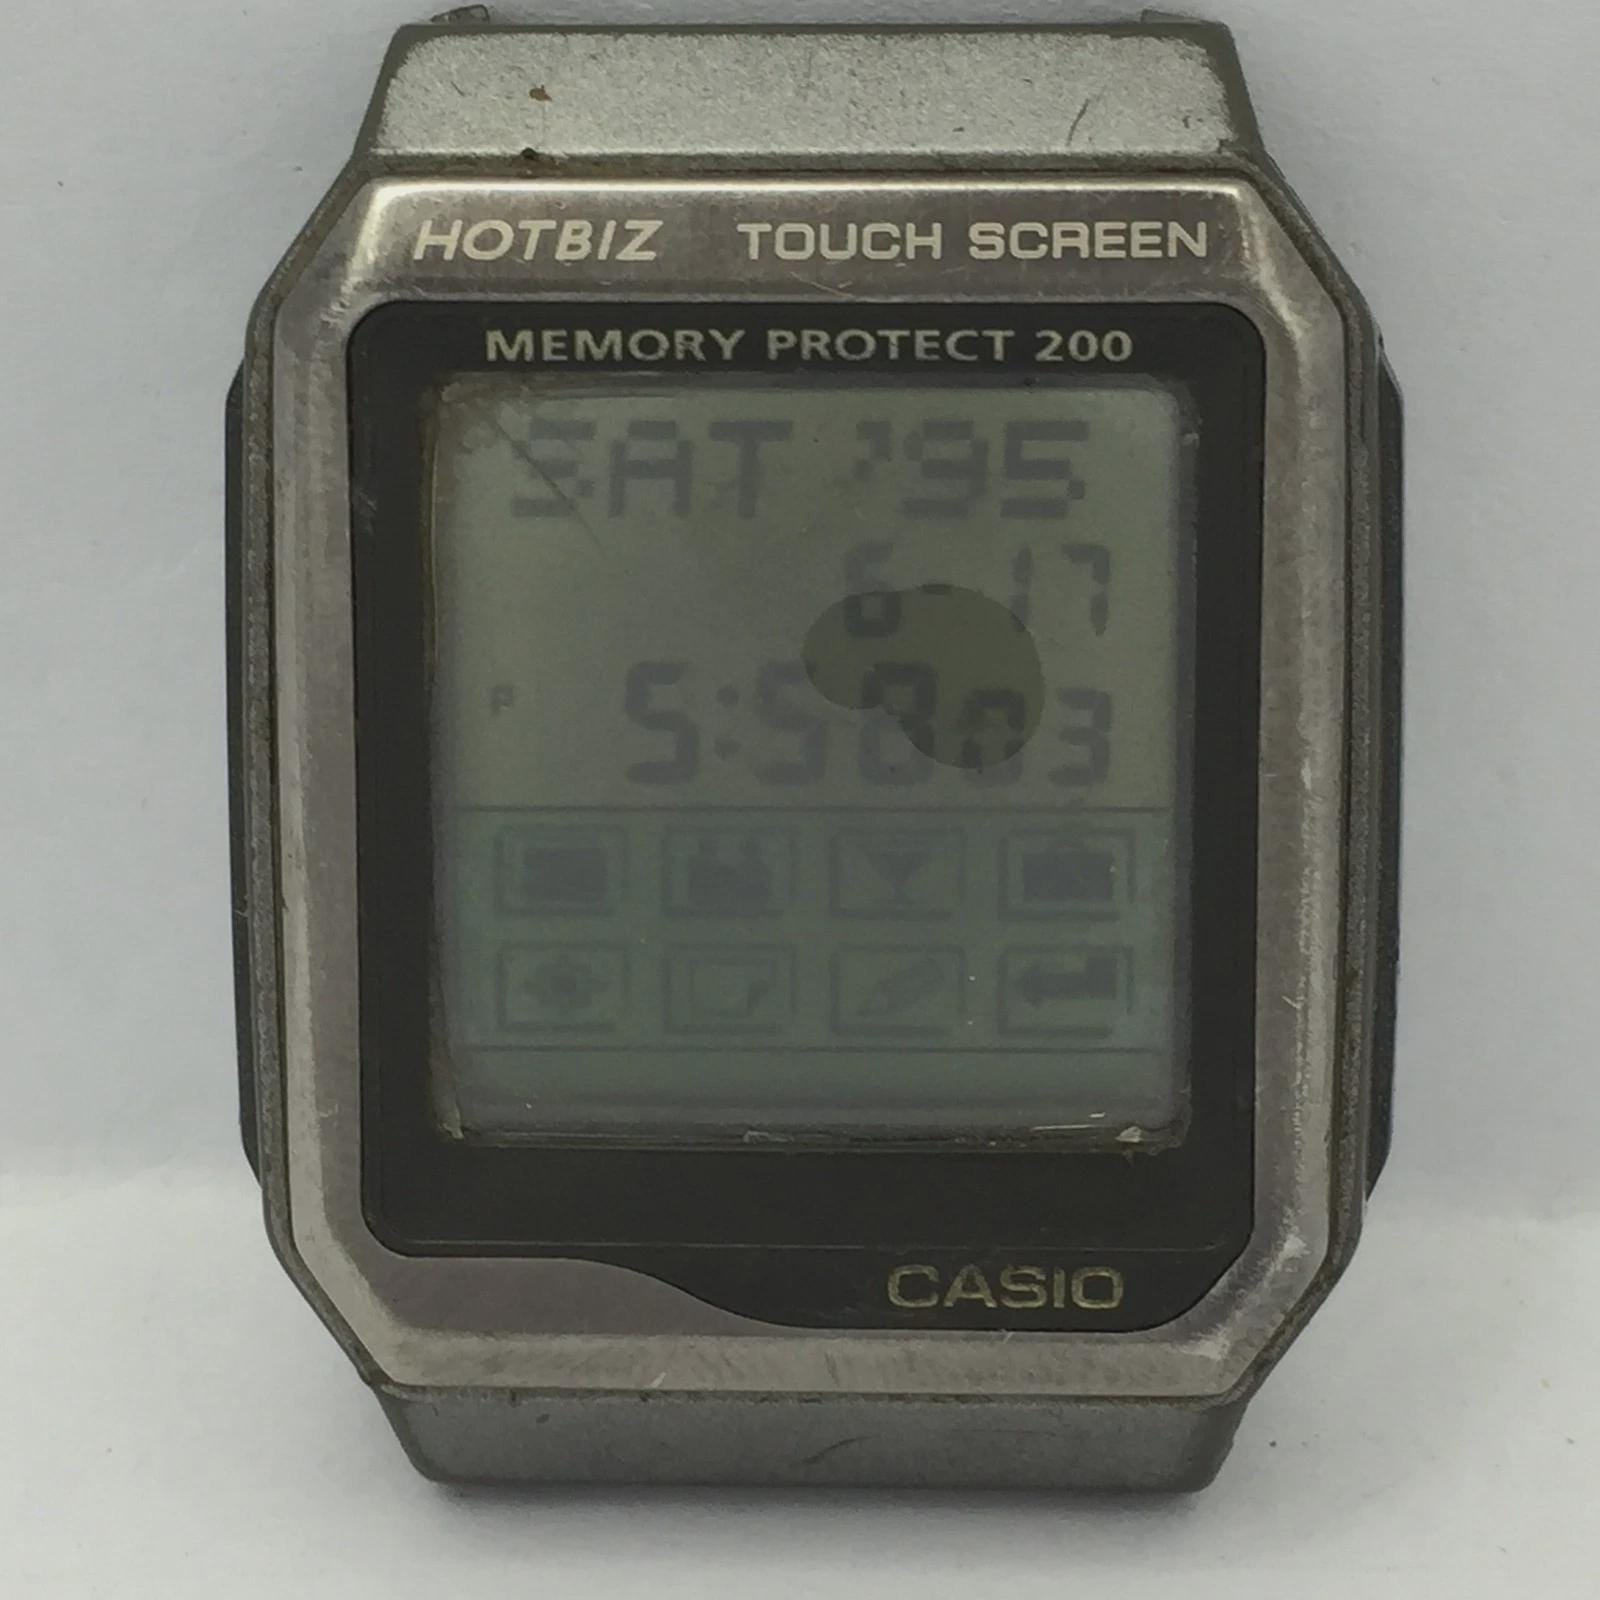 HOTBIZ TOUCH SCREEN
MEMORY PROTECT 200
SAT '95
6-17
P 5:58 03
CASIO